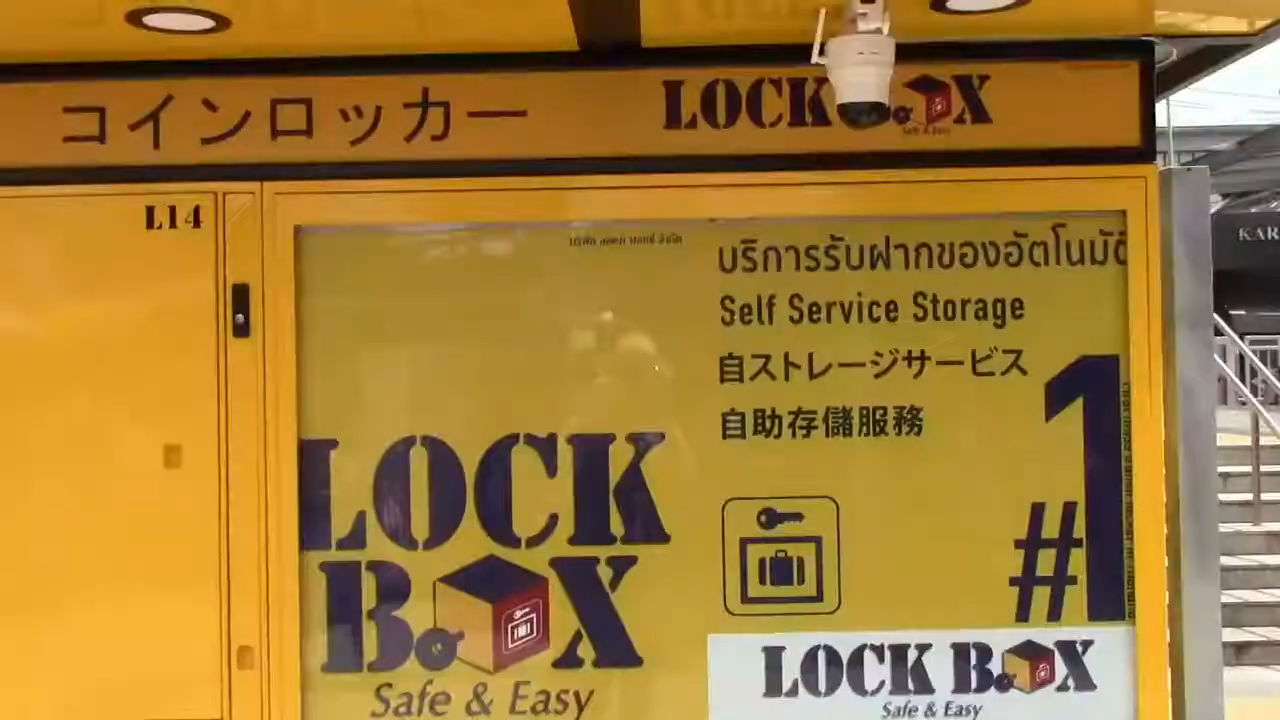 コインロッカー
LOCK BOX
Safe & Easy
L14
บริการรับฝากของอัตโนมัติ
Self Service Storage
自ストレージサービス
自助存儲服務
#1
LOCK
BOX
Safe & Easy
LOCK BOX
Safe & Easy
KAR